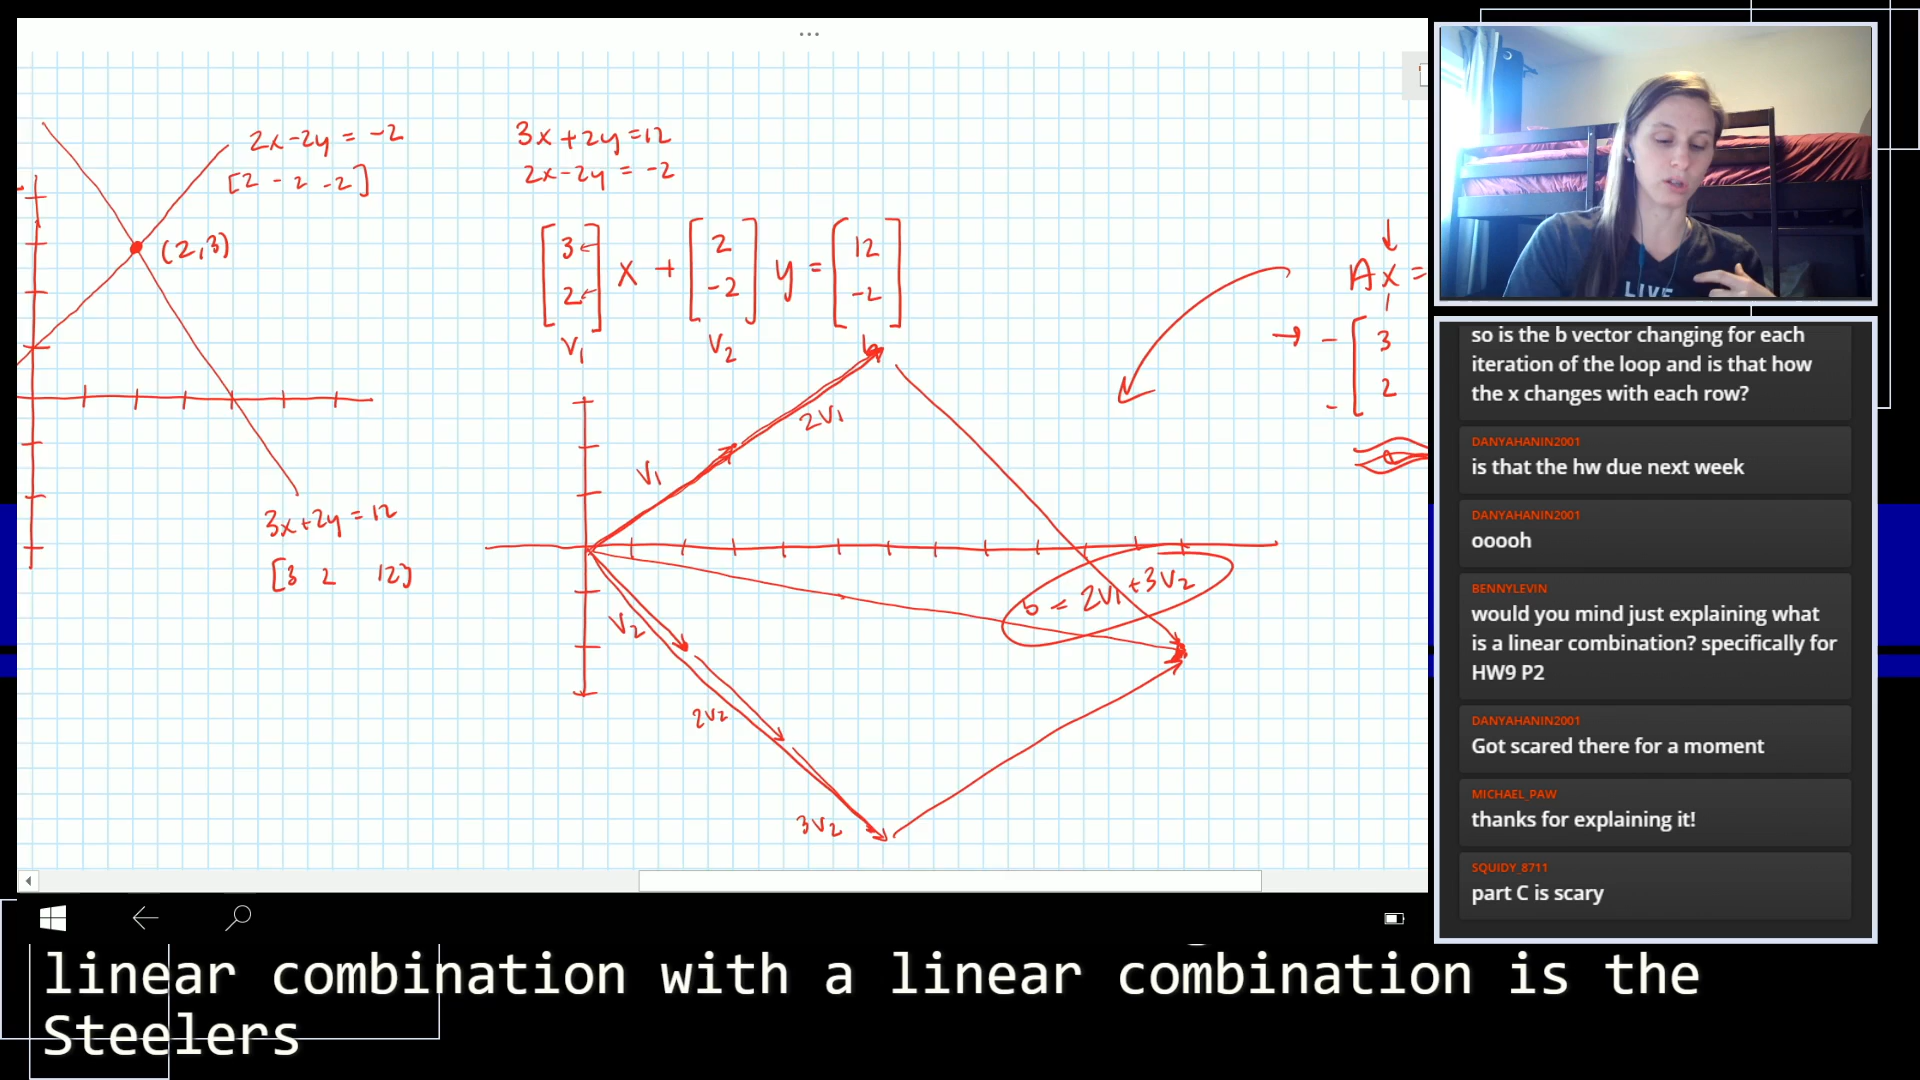 2x-2y = -2
[2 -2 -2]
(2,3)
3x+2y=12
[3 2 12]
3x+2y=12
2x-2y = -2
[3 2] x + [2 -2] y = [12 -2]
V1 V2 b
V1
2V1
V2
2V2
3V2
b = 2V1+3V2
Ax =
3
2
LIVE
so is the b vector changing for each
iteration of the loop and is that how
the x changes with each row?
DANYAHANIN2001
is that the hw due next week
DANYAHANIN2001
ooooh
BENNYLEVIN
would you mind just explaining what
is a linear combination? specifically for
HW9 P2
DANYAHANIN2001
Got scared there for a moment
MICHAEL_PAW
thanks for explaining it!
SQUIDY_8711
part C is scary
linear combination with a linear combination is the
Steelers